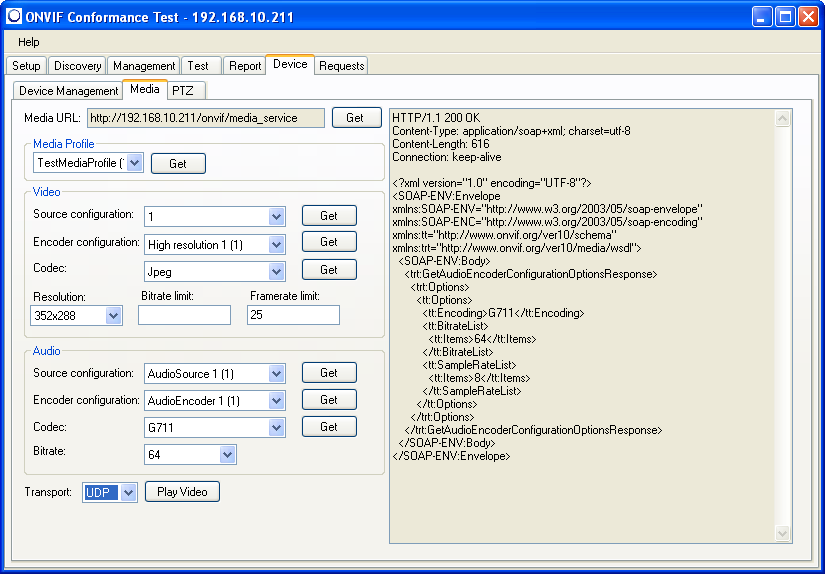 ONVIF Conformance Test - 192.168.10.211
Help
Setup Discovery Management Test Report Device Requests
Device Management Media PTZ
Media URL: http://192.168.10.211/onvif/media_service Get
Media Profile
TestMediaProfile (' Get
Video
Source configuration: 1 Get
Encoder configuration: High resolution 1 (1) Get
Codec: Jpeg Get
Resolution: Bitrate limit: Framerate limit:
352x288 25
Audio
Source configuration: AudioSource 1 (1) Get
Encoder configuration: AudioEncoder 1 (1) Get
Codec: G711 Get
Bitrate: 64
Transport: UDP Play Video
HTTP/1.1 200 OK
Content-Type: application/soap+xml; charset=utf-8
Content-Length: 616
Connection: keep-alive
<?xml version="1.0" encoding="UTF-8"?>
<SOAP-ENV:Envelope
xmlns:SOAP-ENV="http://www.w3.org/2003/05/soap-envelope"
xmlns:SOAP-ENC="http://www.w3.org/2003/05/soap-encoding"
xmlns:tt="http://www.onvif.org/ver10/schema"
xmlns:trt="http://www.onvif.org/ver10/media/wsdl">
<SOAP-ENV:Body>
<trt:GetAudioEncoderConfigurationOptionsResponse>
<trt:Options>
<tt:Options>
<tt:Encoding>G711</tt:Encoding>
<tt:BitrateList>
<tt:Items>64</tt:Items>
</tt:BitrateList>
<tt:SampleRateList>
<tt:Items>8</tt:Items>
</tt:SampleRateList>
</tt:Options>
</trt:Options>
</trt:GetAudioEncoderConfigurationOptionsResponse>
</SOAP-ENV:Body>
</SOAP-ENV:Envelope>